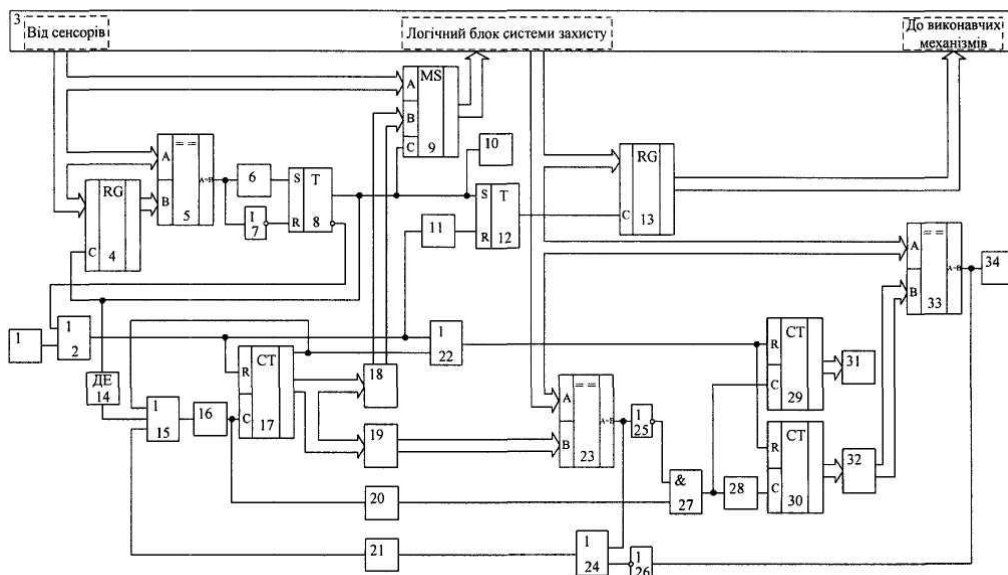 3
Від сенсорів
Логічний блок системи захисту
До виконавчих
механізмів
A MS
B
C 9
10
A = =
B A=B
5
RG
C 4
6
1
7
S T
R 8
11
S T
R 12
RG
C 13
A = =
B A=B
33
34
1
1
2
ДЕ
14
1
15
16
R CT
C 17
18
19
1
22
A = =
B A=B
23
1
25
&
27
28
R CT
C 29
31
R CT
C 30
32
20
21
1
24
1
26